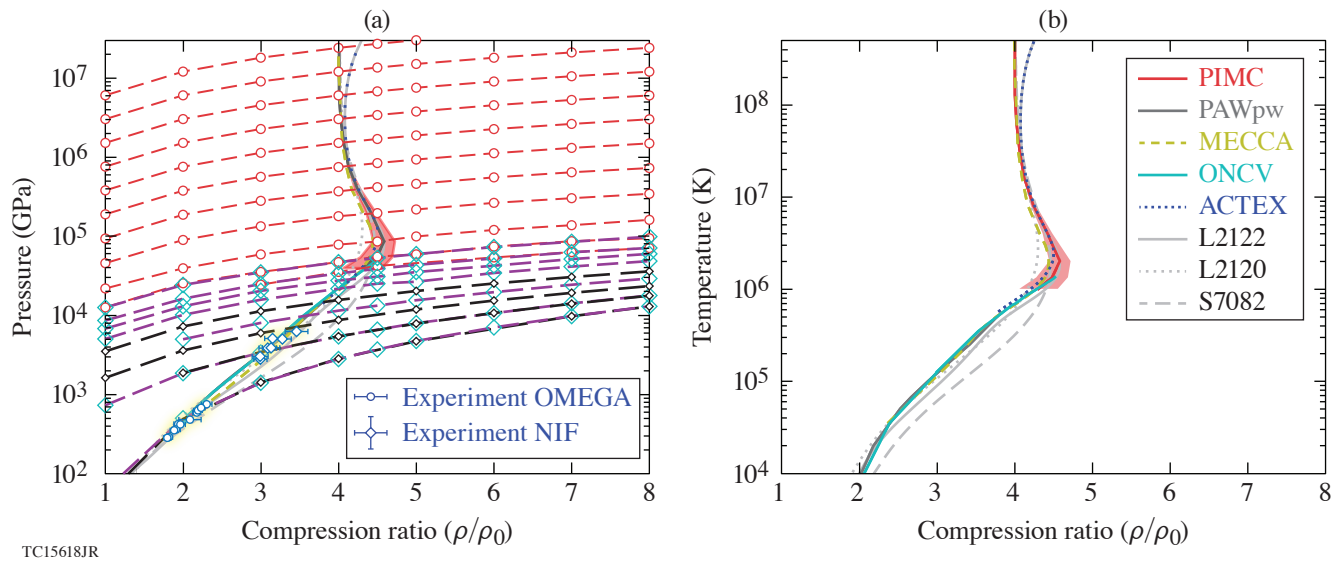 (a)
(b)
Pressure (GPa)
10^7
10^6
10^5
10^4
10^3
10^2
1 2 3 4 5 6 7 8
Compression ratio (ρ/ρ0)
Experiment OMEGA
Experiment NIF
Temperature (K)
10^8
10^7
10^6
10^5
10^4
1 2 3 4 5 6 7 8
Compression ratio (ρ/ρ0)
PIMC
PAWpw
MECCA
ONCV
ACTEX
L2122
L2120
S7082
TC15618JR